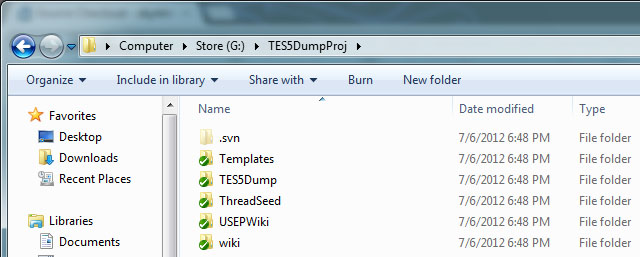 Computer ▸ Store (G:) ▸ TES5DumpProj ▸
Organize Include in library Share with Burn New folder
Favorites
Desktop
Downloads
Recent Places
Libraries
Documents
Name Date modified Type
.svn 7/6/2012 6:48 PM File folder
Templates 7/6/2012 6:48 PM File folder
TES5Dump 7/6/2012 6:48 PM File folder
ThreadSeed 7/6/2012 6:48 PM File folder
USEPWiki 7/6/2012 6:48 PM File folder
wiki 7/6/2012 6:48 PM File folder